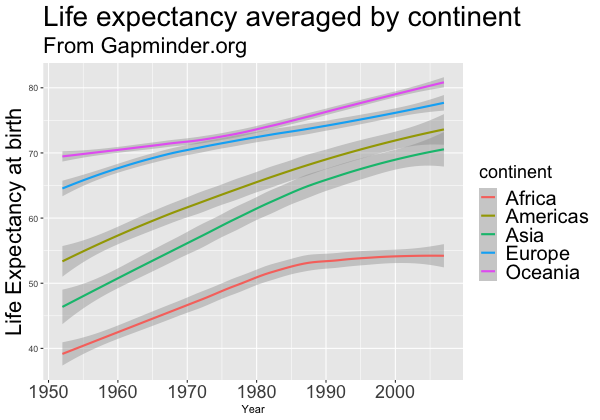 Life expectancy averaged by continent
From Gapminder.org
Life Expectancy at birth
80
70
60
50
40
1950 1960 1970 1980 1990 2000
Year
continent
Africa
Americas
Asia
Europe
Oceania